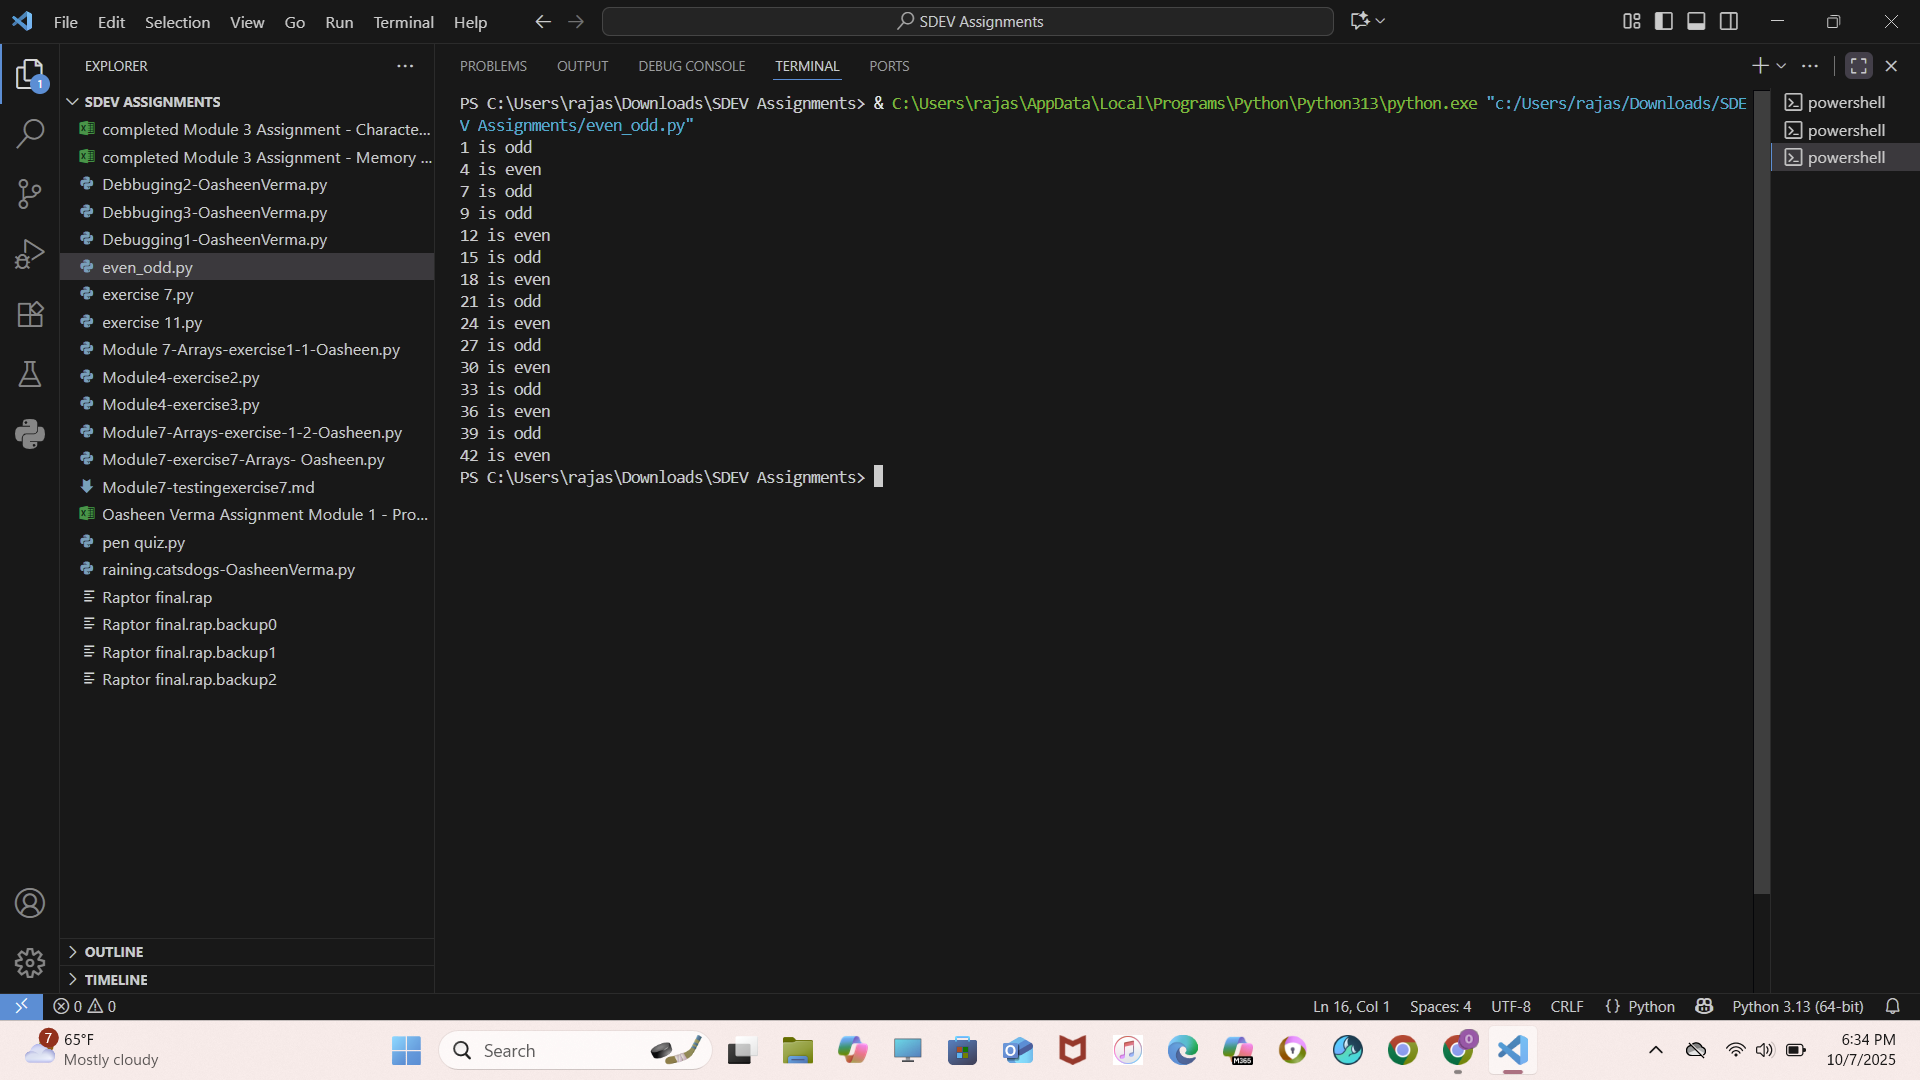 File Edit Selection View Go Run Terminal Help
SDEV Assignments
EXPLORER
SDEV ASSIGNMENTS
completed Module 3 Assignment - Characte...
completed Module 3 Assignment - Memory ...
Debbuging2-OasheenVerma.py
Debbuging3-OasheenVerma.py
Debugging1-OasheenVerma.py
even_odd.py
exercise 7.py
exercise 11.py
Module 7-Arrays-exercise1-1-Oasheen.py
Module4-exercise2.py
Module4-exercise3.py
Module7-Arrays-exercise-1-2-Oasheen.py
Module7-exercise7-Arrays- Oasheen.py
Module7-testingexercise7.md
Oasheen Verma Assignment Module 1 - Pro...
pen quiz.py
raining.catsdogs-OasheenVerma.py
Raptor final.rap
Raptor final.rap.backup0
Raptor final.rap.backup1
Raptor final.rap.backup2
OUTLINE
TIMELINE
1
PROBLEMS OUTPUT DEBUG CONSOLE TERMINAL PORTS
PS C:\Users\rajas\Downloads\SDEV Assignments> & C:\Users\rajas\AppData\Local\Programs\Python\Python313\python.exe "c:/Users/rajas/Downloads/SDE
V Assignments/even_odd.py"
1 is odd
4 is even
7 is odd
9 is odd
12 is even
15 is odd
18 is even
21 is odd
24 is even
27 is odd
30 is even
33 is odd
36 is even
39 is odd
42 is even
PS C:\Users\rajas\Downloads\SDEV Assignments>
powershell
powershell
powershell
0 0
Ln 16, Col 1 Spaces: 4 UTF-8 CRLF {} Python Python 3.13 (64-bit)
7
65°F
Mostly cloudy
Search
M365
0
6:34 PM
10/7/2025